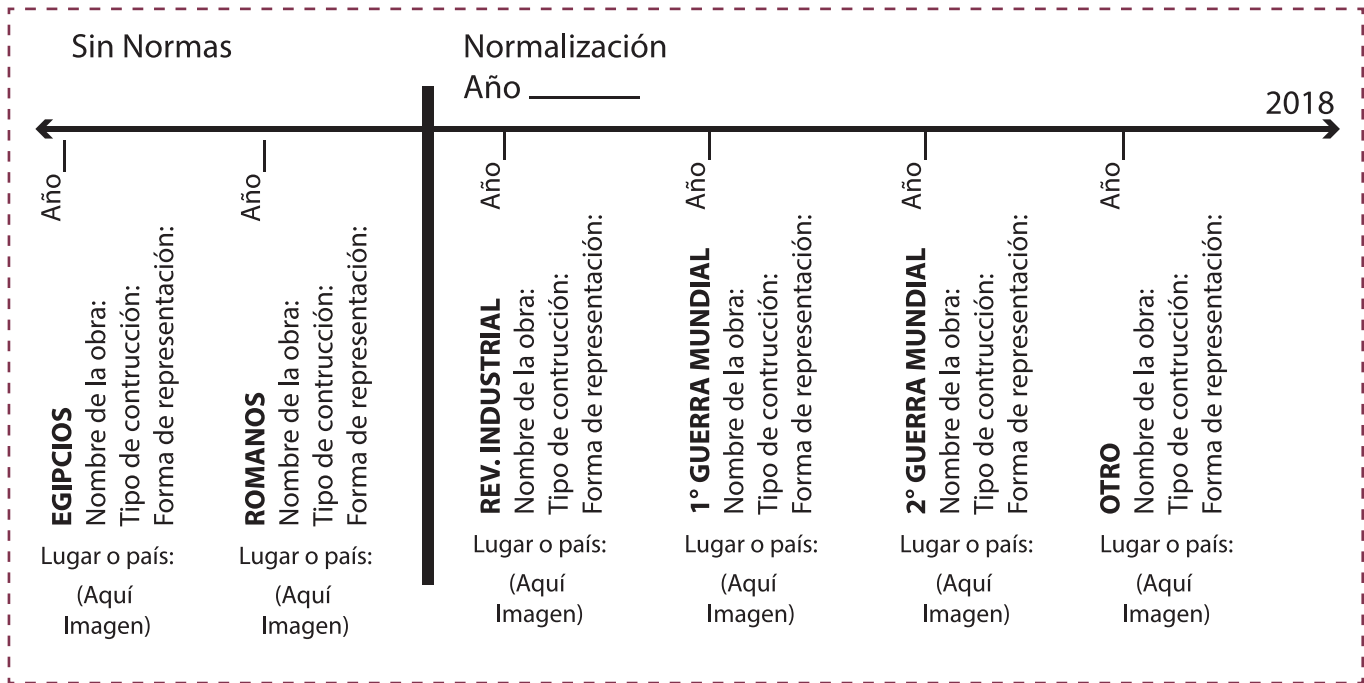 Sin Normas
Normalización
Año ________
2018
Año
EGIPCIOS
Nombre de la obra:
Tipo de contrucción:
Forma de representación:
Lugar o país:
(Aquí
Imagen)
Año
ROMANOS
Nombre de la obra:
Tipo de contrucción:
Forma de representación:
Lugar o país:
(Aquí
Imagen)
Año
REV. INDUSTRIAL
Nombre de la obra:
Tipo de contrucción:
Forma de representación:
Lugar o país:
(Aquí
Imagen)
Año
1° GUERRA MUNDIAL
Nombre de la obra:
Tipo de contrucción:
Forma de representación:
Lugar o país:
(Aquí
Imagen)
Año
2° GUERRA MUNDIAL
Nombre de la obra:
Tipo de contrucción:
Forma de representación:
Lugar o país:
(Aquí
Imagen)
Año
OTRO
Nombre de la obra:
Tipo de contrucción:
Forma de representación:
Lugar o país:
(Aquí
Imagen)